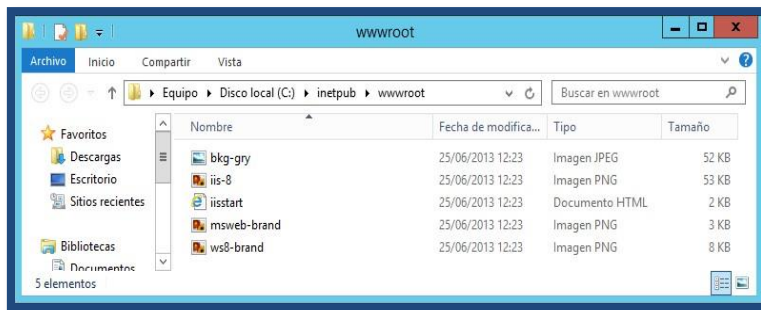 wwwroot
Archivo Inicio Compartir Vista
Equipo Disco local (C:) inetpub wwwroot Buscar en wwwroot
Favoritos
Descargas
Escritorio
Sitios recientes
Bibliotecas
Documentos
Nombre Fecha de modifica... Tipo Tamaño
bkg-gry 25/06/2013 12:23 Imagen JPEG 52 KB
iis-8 25/06/2013 12:23 Imagen PNG 53 KB
iisstart 25/06/2013 12:23 Documento HTML 2 KB
msweb-brand 25/06/2013 12:23 Imagen PNG 3 KB
ws8-brand 25/06/2013 12:23 Imagen PNG 8 KB
5 elementos